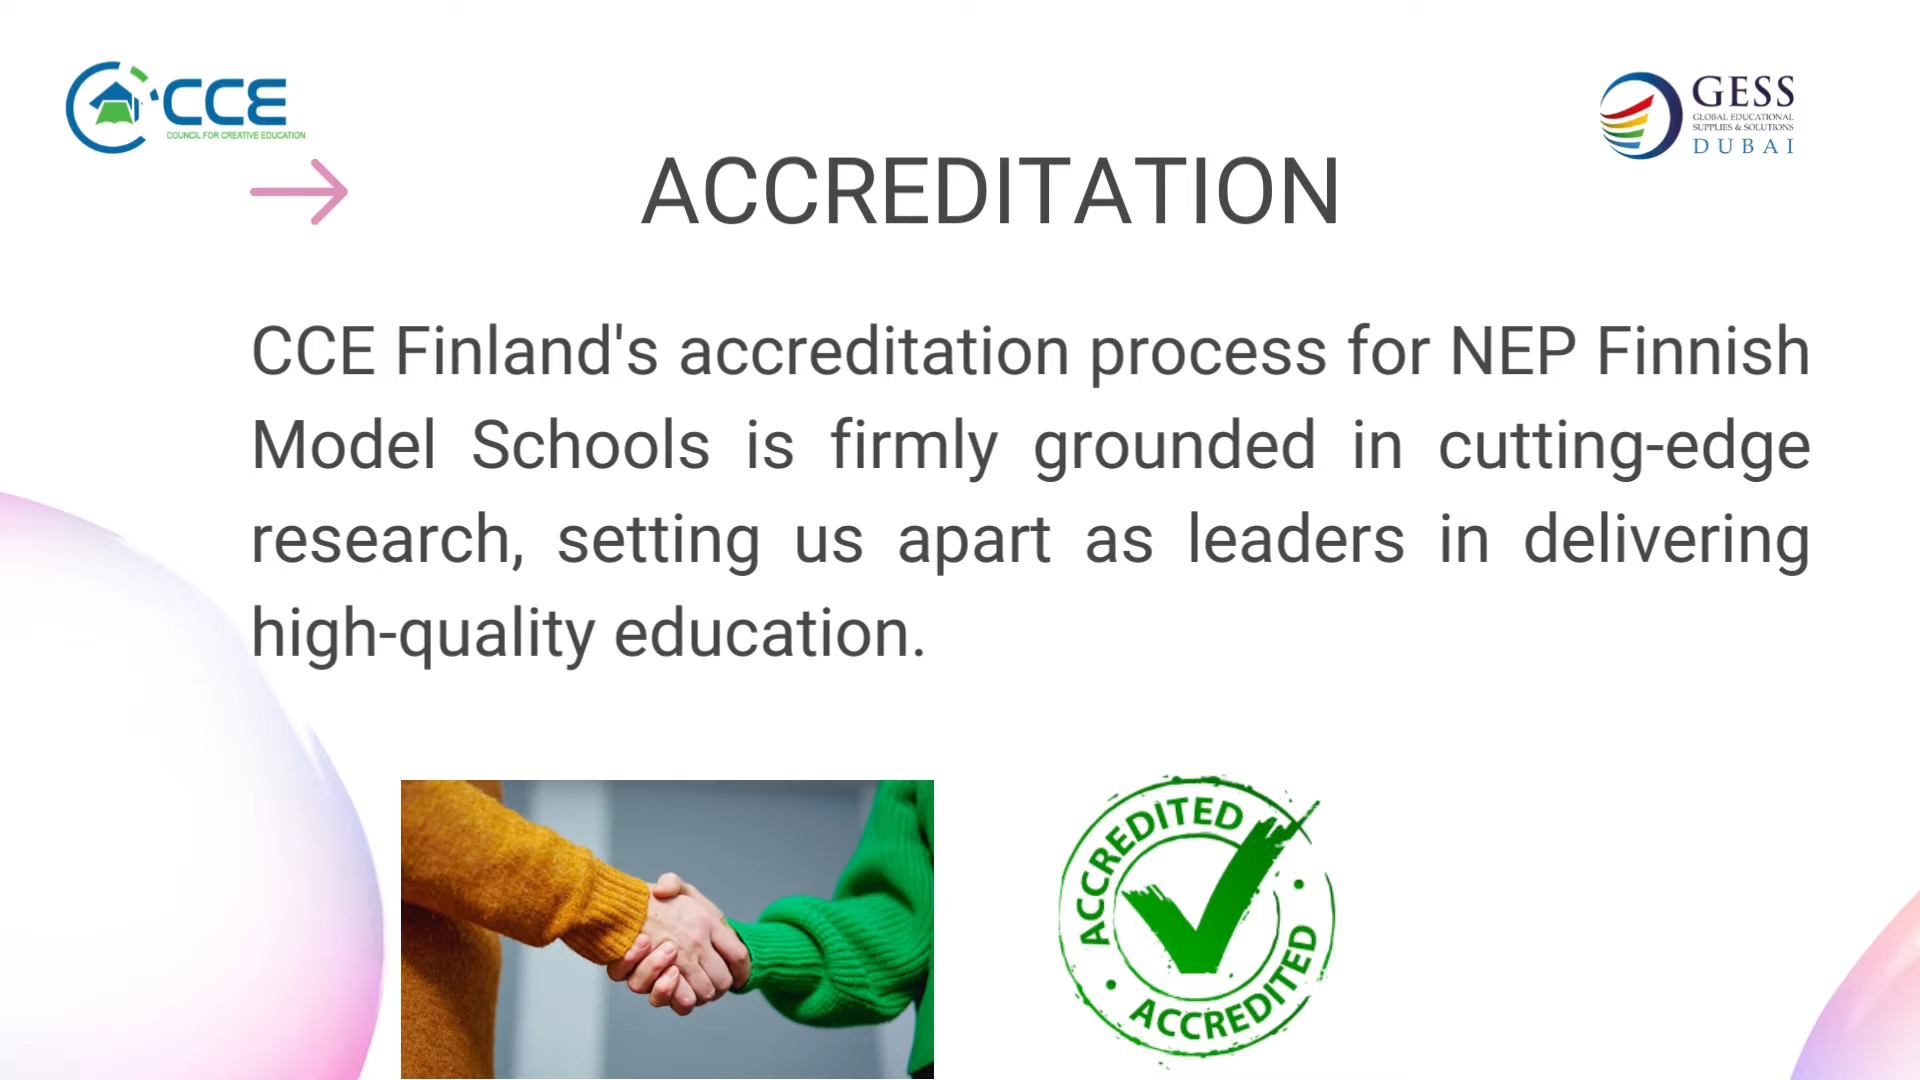 CCE
COUNCIL FOR CREATIVE EDUCATION
GESS
GLOBAL EDUCATIONAL
SUPPLIES & SOLUTIONS
DUBAI
ACCREDITATION
CCE Finland's accreditation process for NEP Finnish
Model Schools is firmly grounded in cutting-edge
research, setting us apart as leaders in delivering
high-quality education.
ACCREDITED
ACCREDITED